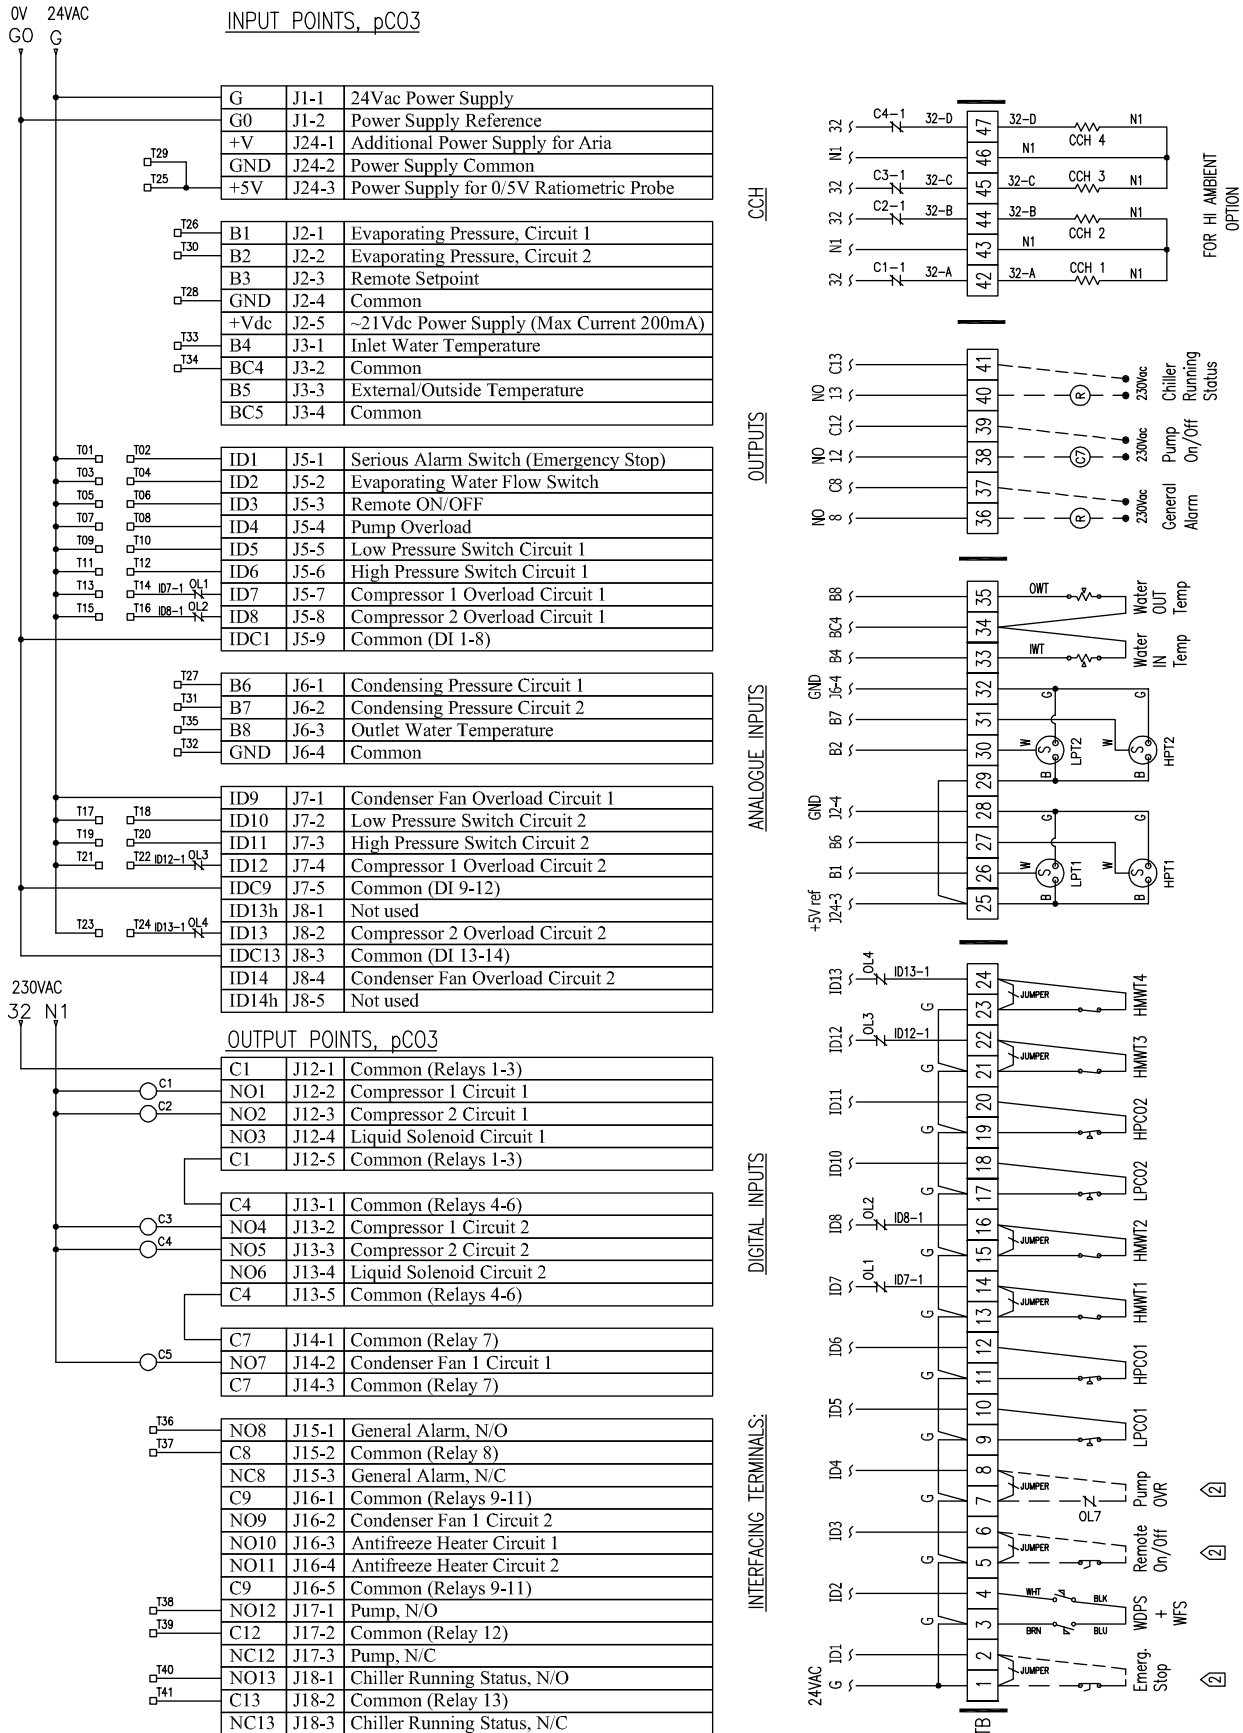 0V 24VAC
G0 G
INPUT POINTS, pCO3
G J1-1 24Vac Power Supply
G0 J1-2 Power Supply Reference
+V J24-1 Additional Power Supply for Aria
T29 GND J24-2 Power Supply Common
T25 +5V J24-3 Power Supply for 0/5V Ratiometric Probe
T26 B1 J2-1 Evaporating Pressure, Circuit 1
T30 B2 J2-2 Evaporating Pressure, Circuit 2
B3 J2-3 Remote Setpoint
T28 GND J2-4 Common
+Vdc J2-5 ~21Vdc Power Supply (Max Current 200mA)
T33 B4 J3-1 Inlet Water Temperature
T34 BC4 J3-2 Common
B5 J3-3 External/Outside Temperature
BC5 J3-4 Common
T01 T02 ID1 J5-1 Serious Alarm Switch (Emergency Stop)
T03 T04 ID2 J5-2 Evaporating Water Flow Switch
T05 T06 ID3 J5-3 Remote ON/OFF
T07 T08 ID4 J5-4 Pump Overload
T09 T10 ID5 J5-5 Low Pressure Switch Circuit 1
T11 T12 ID6 J5-6 High Pressure Switch Circuit 1
T13 T14 ID7-1 OL1 ID7 J5-7 Compressor 1 Overload Circuit 1
T15 T16 ID8-1 OL2 ID8 J5-8 Compressor 2 Overload Circuit 1
IDC1 J5-9 Common (DI 1-8)
T27 B6 J6-1 Condensing Pressure Circuit 1
T31 B7 J6-2 Condensing Pressure Circuit 2
T35 B8 J6-3 Outlet Water Temperature
T32 GND J6-4 Common
ID9 J7-1 Condenser Fan Overload Circuit 1
T17 T18 ID10 J7-2 Low Pressure Switch Circuit 2
T19 T20 ID11 J7-3 High Pressure Switch Circuit 2
T21 T22 ID12-1 OL3 ID12 J7-4 Compressor 1 Overload Circuit 2
IDC9 J7-5 Common (DI 9-12)
ID13h J8-1 Not used
T23 T24 ID13-1 OL4 ID13 J8-2 Compressor 2 Overload Circuit 2
IDC13 J8-3 Common (DI 13-14)
ID14 J8-4 Condenser Fan Overload Circuit 2
ID14h J8-5 Not used
230VAC
32 N1
OUTPUT POINTS, pCO3
C1 J12-1 Common (Relays 1-3)
C1 NO1 J12-2 Compressor 1 Circuit 1
C2 NO2 J12-3 Compressor 2 Circuit 1
NO3 J12-4 Liquid Solenoid Circuit 1
C1 J12-5 Common (Relays 1-3)
C4 J13-1 Common (Relays 4-6)
C3 NO4 J13-2 Compressor 1 Circuit 2
C4 NO5 J13-3 Compressor 2 Circuit 2
NO6 J13-4 Liquid Solenoid Circuit 2
C4 J13-5 Common (Relays 4-6)
C7 J14-1 Common (Relay 7)
C5 NO7 J14-2 Condenser Fan 1 Circuit 1
C7 J14-3 Common (Relay 7)
T36 NO8 J15-1 General Alarm, N/O
T37 C8 J15-2 Common (Relay 8)
NC8 J15-3 General Alarm, N/C
C9 J16-1 Common (Relays 9-11)
NO9 J16-2 Condenser Fan 1 Circuit 2
NO10 J16-3 Antifreeze Heater Circuit 1
NO11 J16-4 Antifreeze Heater Circuit 2
C9 J16-5 Common (Relays 9-11)
T38 NO12 J17-1 Pump, N/O
T39 C12 J17-2 Common (Relay 12)
NC12 J17-3 Pump, N/C
T40 NO13 J18-1 Chiller Running Status, N/O
T41 C13 J18-2 Common (Relay 13)
NC13 J18-3 Chiller Running Status, N/C
CCH
32 C4-1 32-D 47 32-D CCH 4 N1
N1 46 N1
32 C3-1 32-C 45 32-C CCH 3 N1
32 C2-1 32-B 44 32-B CCH 2 N1
N1 43 N1
32 C1-1 32-A 42 32-A CCH 1 N1
FOR HI AMBIENT
OPTION
OUTPUTS
C13 41
NO 13 40 R 230Vac
Chiller
Running
Status
C12 39
NO 12 38 C7 230Vac
Pump
On/Off
C8 37
NO 8 36 R 230Vac
General
Alarm
ANALOGUE INPUTS
B8 35 OWT
Water
OUT
Temp
BC4 34
B4 33 IWT
Water
IN
Temp
GND J6-4 32 G G
B7 31 W
B2 30 W S LPT2 S HPT2
29 B B
GND J2-4 28 G G
B6 27 W
B1 26 W S LPT1 S HPT1
+5V ref J24-3 25 B B
INTERFACING TERMINALS: DIGITAL INPUTS
ID13 OL4 ID13-1 24
G 23 JUMPER HMWT4
ID12 OL3 ID12-1 22
G 21 JUMPER HMWT3
ID11 20
G 19 HPCO2
ID10 18
G 17 LPCO2
ID8 OL2 ID8-1 16
G 15 JUMPER HMWT2
ID7 OL1 ID7-1 14
G 13 JUMPER HMWT1
ID6 12
G 11 HPCO1
ID5 10
G 9 LPCO1
ID4 8
G 7 JUMPER OL7
Pump
OVR
2
ID3 6
G 5 JUMPER
Remote
On/Off
2
ID2 4 WHT BLK
G 3 BRN BLU
WDPS
+
WFS
ID1 2
24VAC
G 1 JUMPER
Emerg.
Stop
2
TB